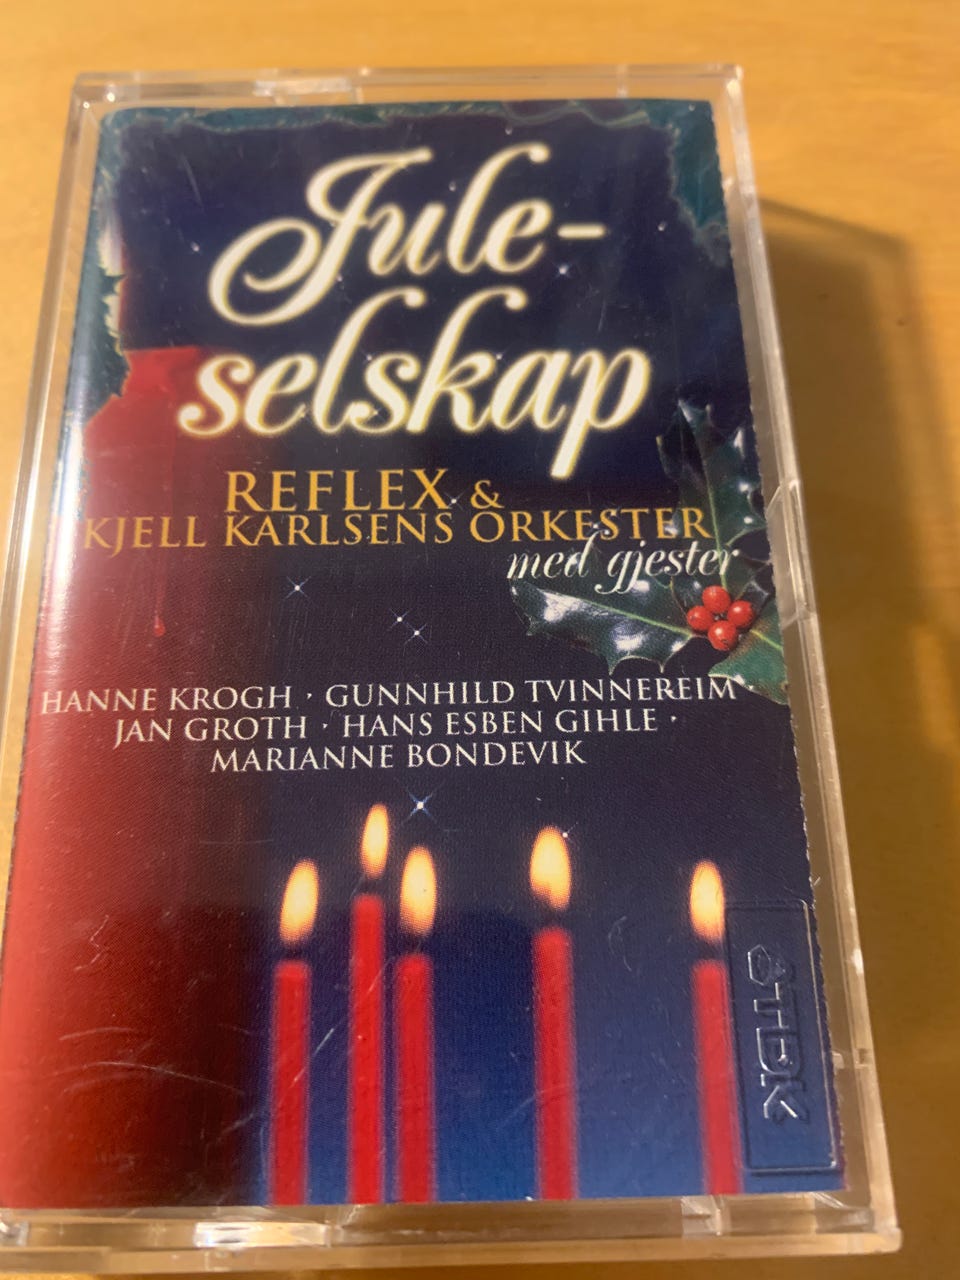 Jule-
selskap
REFLEX &
KJELL KARLSENS ORKESTER
med gjester
HANNE KROGH · GUNNHILD TVINNEREIM ·
JAN GROTH · HANS ESBEN GIHLE ·
MARIANNE BONDEVIK
TDK